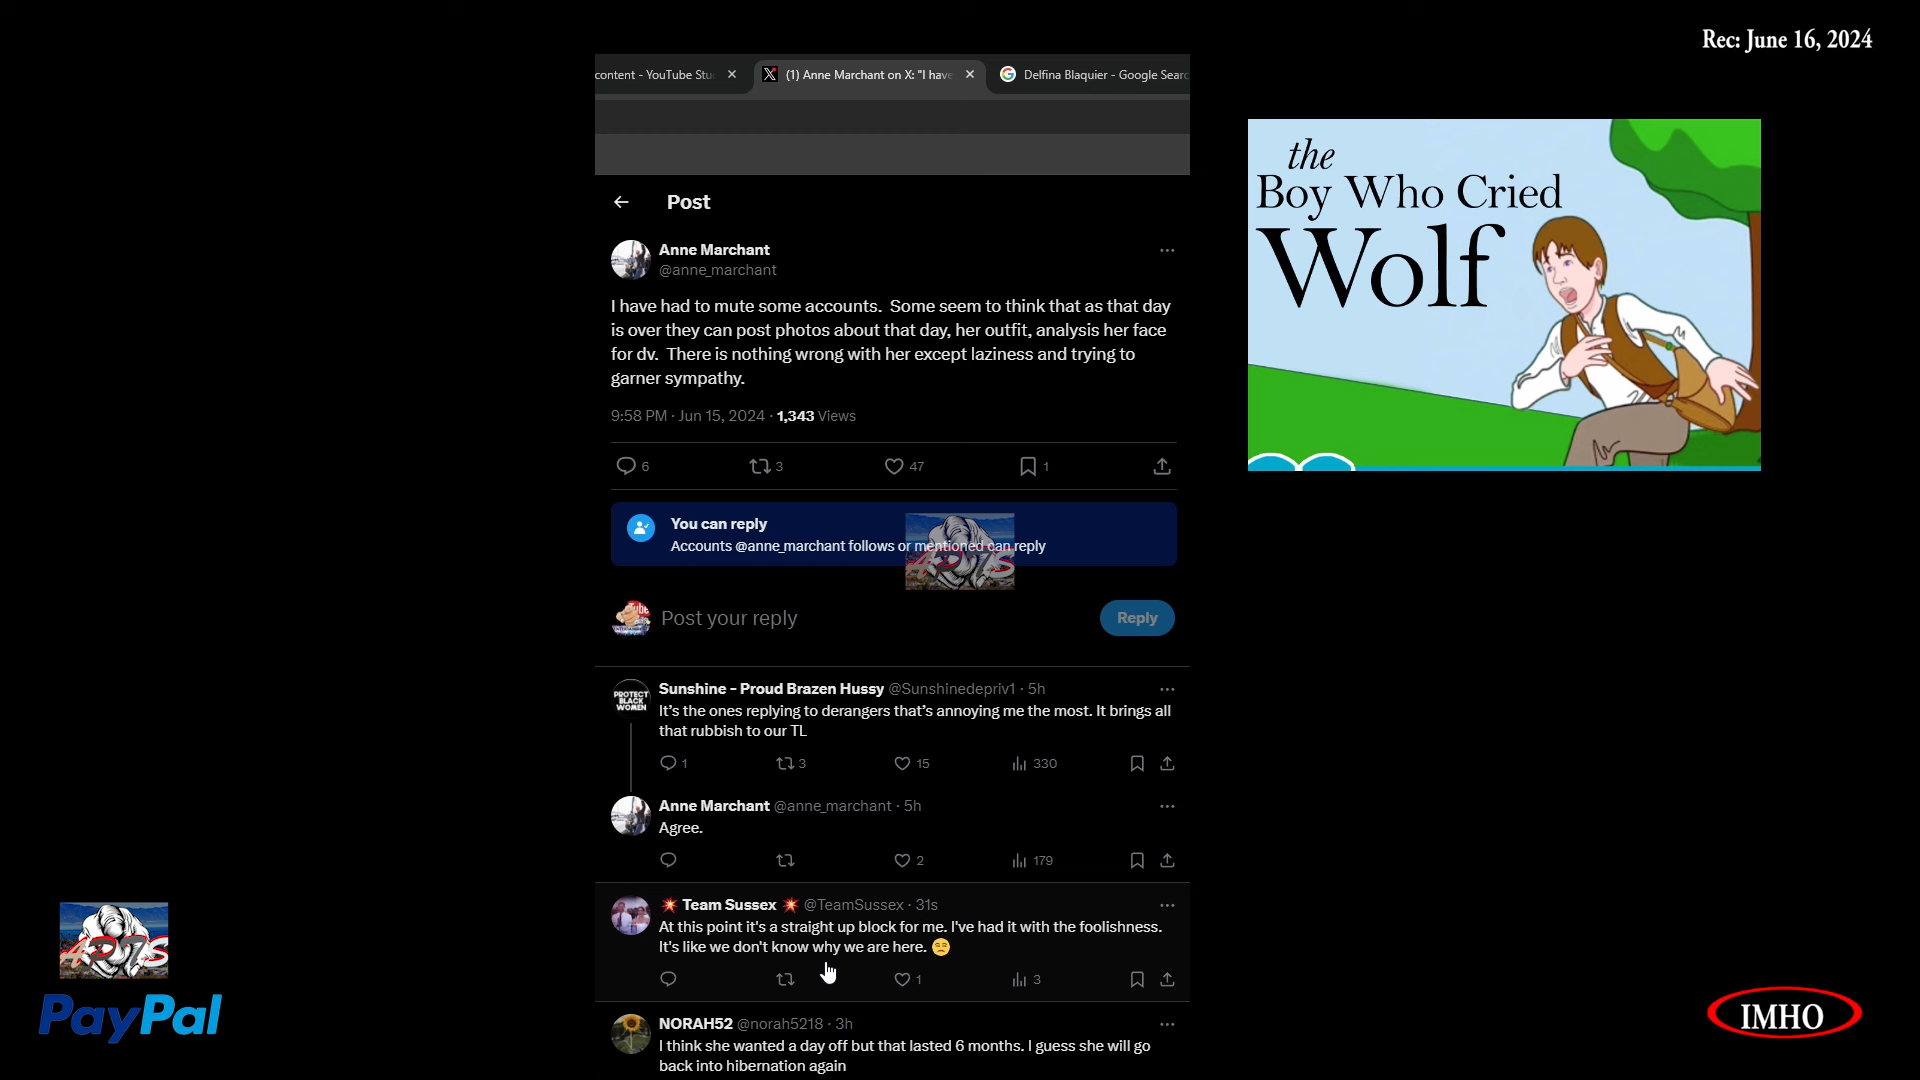 Rec: June 16, 2024
content - YouTube Stu
(1) Anne Marchant on X: "I have
Delfina Blaquier - Google Searc
the
Boy Who Cried
Wolf
Post
Anne Marchant
@anne_marchant
I have had to mute some accounts.  Some seem to think that as that day
is over they can post photos about that day, her outfit, analysis her face
for dv.  There is nothing wrong with her except laziness and trying to
garner sympathy.
9:58 PM · Jun 15, 2024 · 1,343 Views
6 3 47 1
You can reply
Accounts @anne_marchant follows or mentioned can reply
ADTS
Post your reply
Reply
Sunshine - Proud Brazen Hussy @Sunshinedepriv1 · 5h
PROTECT
BLACK
WOMEN
It's the ones replying to derangers that's annoying me the most. It brings all
that rubbish to our TL
1 3 15 330
Anne Marchant @anne_marchant · 5h
Agree.
2 179
💥 Team Sussex 💥 @TeamSussex · 31s
At this point it's a straight up block for me. I've had it with the foolishness.
It's like we don't know why we are here. 😒
1 3
NORAH52 @norah5218 · 3h
I think she wanted a day off but that lasted 6 months. I guess she will go
back into hibernation again
ADTS
PayPal
IMHO